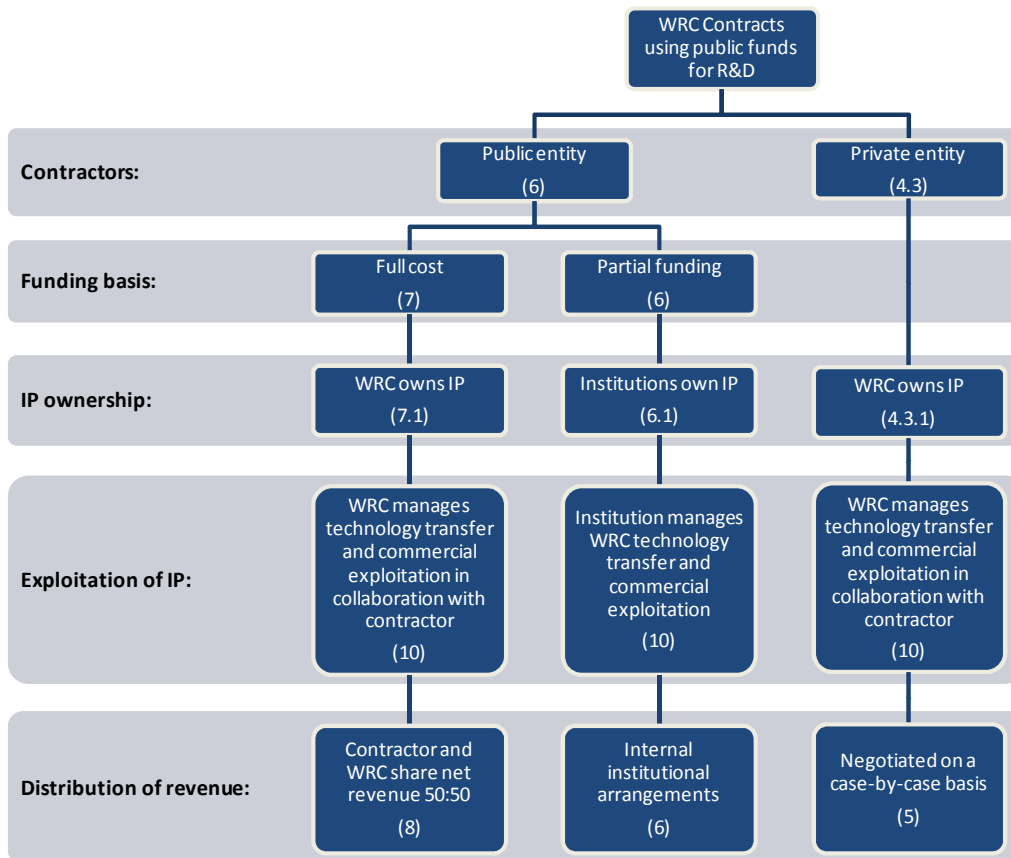 WRC Contracts
using public funds
for R&D
Contractors:
Public entity
(6)
Private entity
(4.3)
Funding basis:
Full cost
(7)
Partial funding
(6)
IP ownership:
WRC owns IP
(7.1)
Institutions own IP
(6.1)
WRC owns IP
(4.3.1)
Exploitation of IP:
WRC manages
technology transfer
and commercial
exploitation in
collaboration with
contractor
(10)
Institution manages
WRC technology
transfer and
commercial
exploitation
(10)
WRC manages
technology transfer
and commercial
exploitation in
collaboration with
contractor
(10)
Distribution of revenue:
Contractor and
WRC share net
revenue 50:50
(8)
Internal
institutional
arrangements
(6)
Negotiated on a
case-by-case basis
(5)